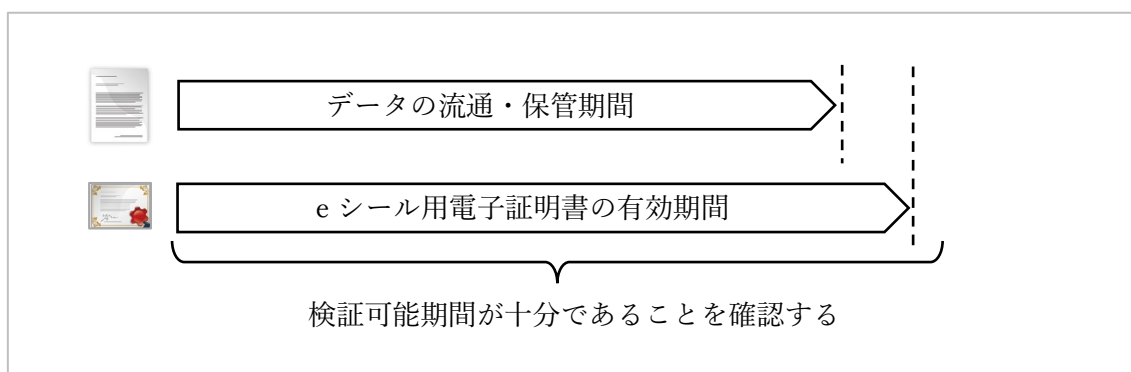 データの流通・保管期間
e シール用電子証明書の有効期間
検証可能期間が十分であることを確認する